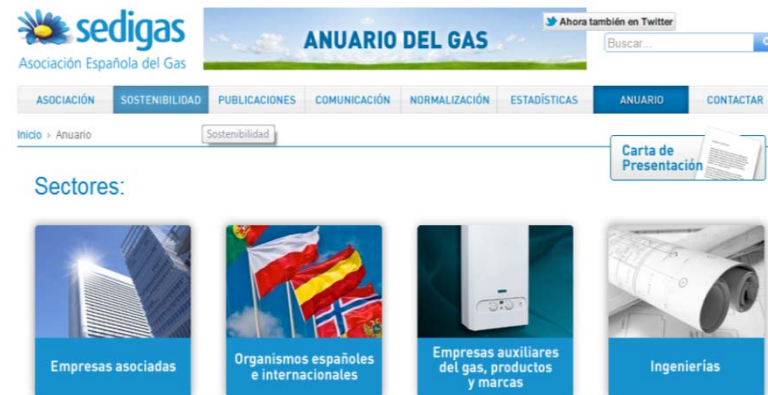 sedigas
Asociación Española del Gas
ANUARIO DEL GAS
Ahora también en Twitter
Buscar...
ASOCIACIÓN SOSTENIBILIDAD PUBLICACIONES COMUNICACIÓN NORMALIZACIÓN ESTADÍSTICAS ANUARIO CONTACTAR
Inicio > Anuario
Sostenibilidad
Carta de
Presentación
Sectores:
Empresas asociadas
Organismos españoles
e internacionales
Empresas auxiliares
del gas, productos
y marcas
Ingenierías